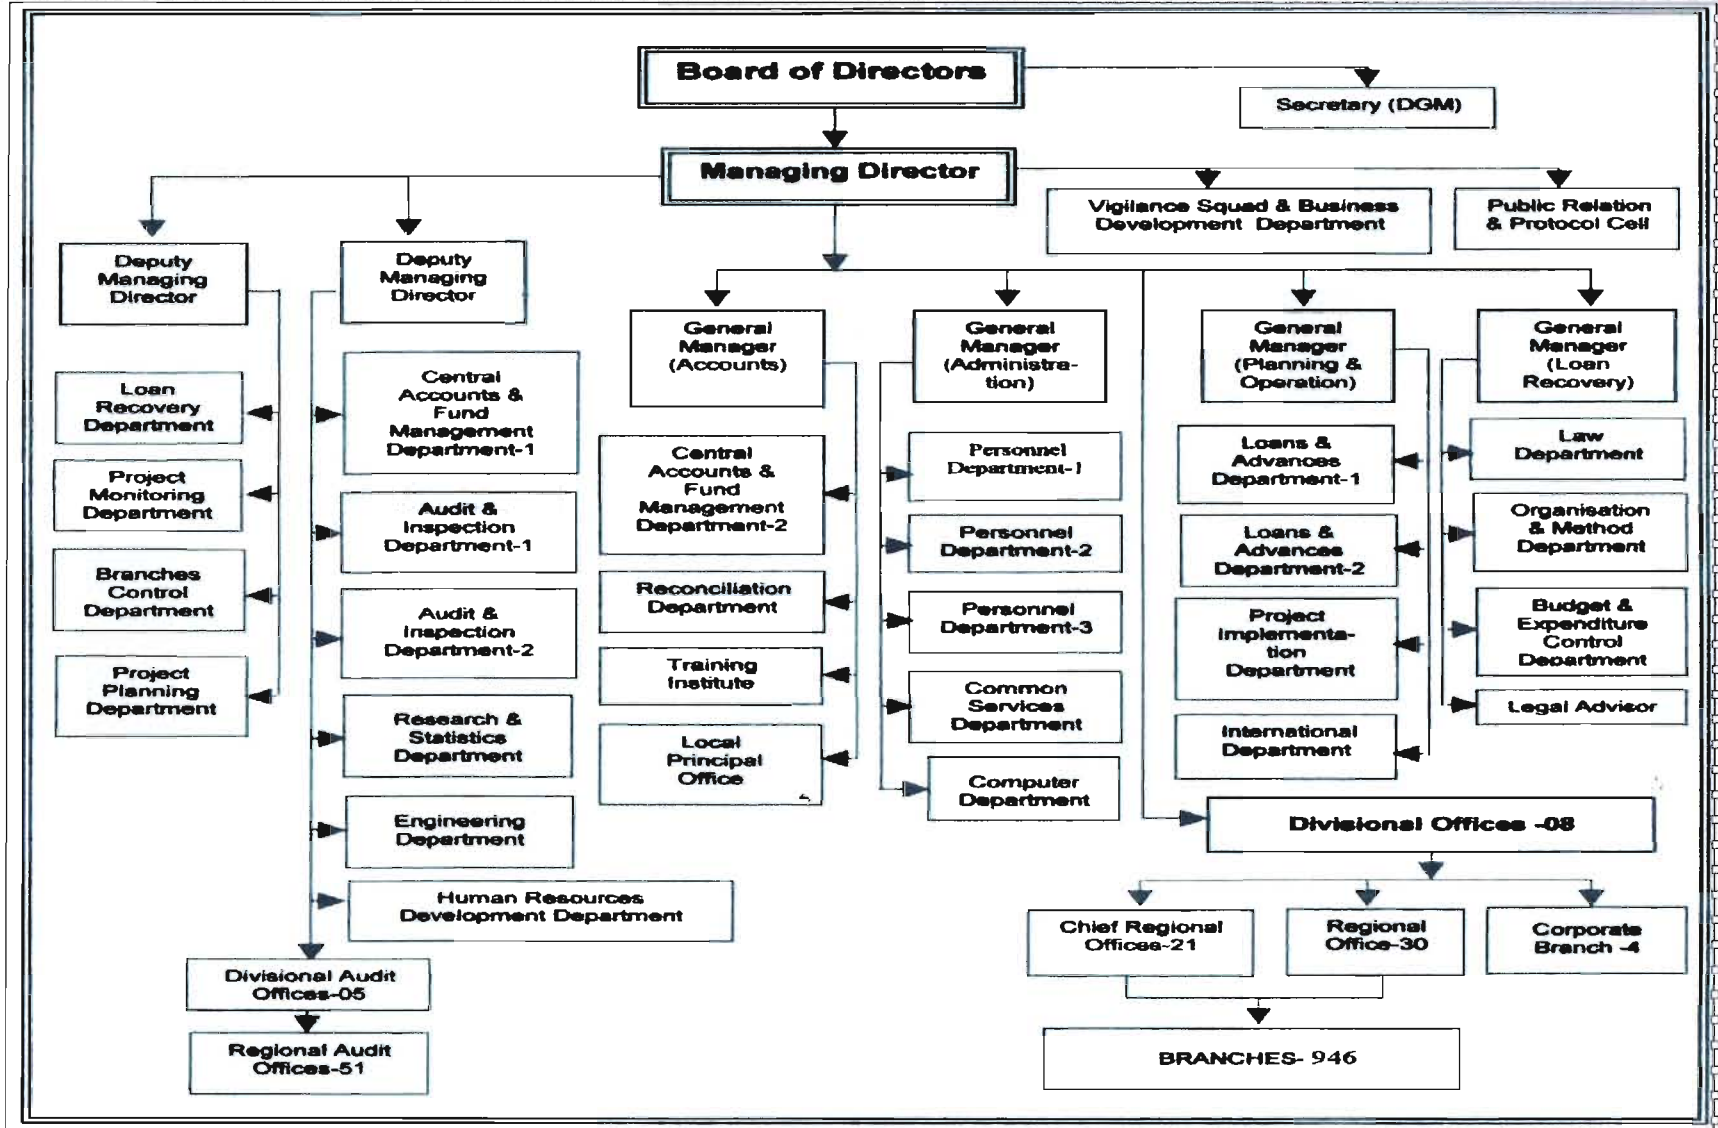 Board of Directors
Secretary (DGM)
Managing Director
Vigilance Squad & Business
Development Department
Public Relation
& Protocol Cell
Deputy
Managing
Director
Deputy
Managing
Director
General
Manager
(Accounts)
General
Manager
(Administra-
tion)
General
Manager
(Planning &
Operation)
General
Manager
(Loan
Recovery)
Loan
Recovery
Department
Project
Monitoring
Department
Branches
Control
Department
Project
Planning
Department
Central
Accounts &
Fund
Management
Department-1
Audit &
Inspection
Department-1
Audit &
Inspection
Department-2
Research &
Statistics
Department
Engineering
Department
Human Resources
Development Department
Divisional Audit
Offices-05
Regional Audit
Offices-51
Central
Accounts &
Fund
Management
Department-2
Reconciliation
Department
Training
Institute
Local
Principal
Office
Personnel
Department-1
Personnel
Department-2
Personnel
Department-3
Common
Services
Department
Computer
Department
Loans &
Advances
Department-1
Loans &
Advances
Department-2
Project
Implementa-
tion
Department
International
Department
Law
Department
Organisation
& Method
Department
Budget &
Expenditure
Control
Department
Legal Advisor
Divisional Offices -08
Chief Regional
Offices-21
Regional
Office-30
Corporate
Branch -4
BRANCHES- 946